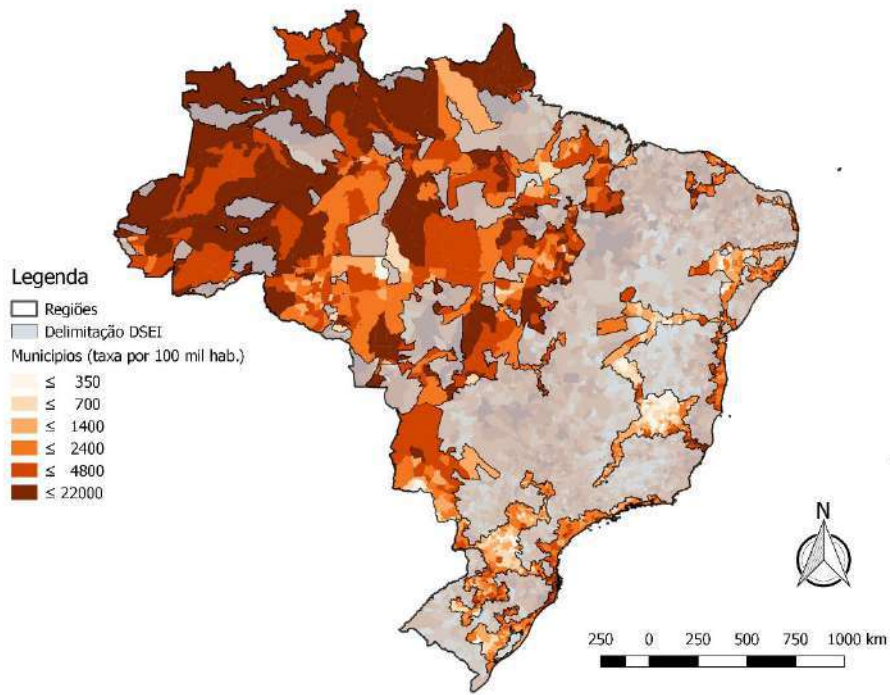 Legenda
Regiões
Delimitação DSEI
Municípios (taxa por 100 mil hab.)
≤ 350
≤ 700
≤ 1400
≤ 2400
≤ 4800
≤ 22000
N
250 0 250 500 750 1000 km